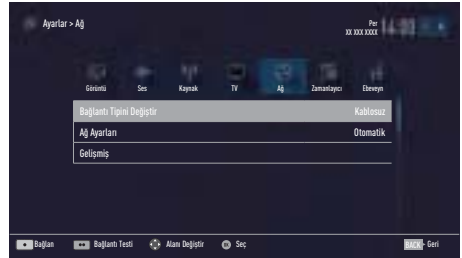 Ayarlar > Ağ
Per
XX XXX XXXX
Görüntü Ses Kaynak TV Ağ Zamanlayıcı Ebeveyn
Bağlantı Tipini Değiştir Kablosuz
Ağ Ayarları Otomatik
Gelişmiş
Bağlan Bağlantı Testi Alanı Değiştir Seç BACK Geri